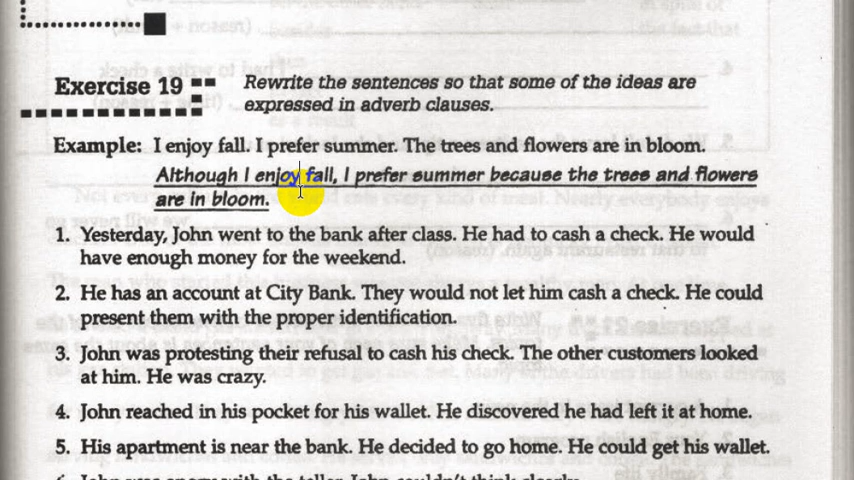 Exercise 19
Rewrite the sentences so that some of the ideas are
expressed in adverb clauses.
Example: I enjoy fall. I prefer summer. The trees and flowers are in bloom.
Although I enjoy fall, I prefer summer because the trees and flowers
are in bloom.
1. Yesterday, John went to the bank after class. He had to cash a check. He would
have enough money for the weekend.
2. He has an account at City Bank. They would not let him cash a check. He could
present them with the proper identification.
3. John was protesting their refusal to cash his check. The other customers looked
at him. He was crazy.
4. John reached in his pocket for his wallet. He discovered he had left it at home.
5. His apartment is near the bank. He decided to go home. He could get his wallet.